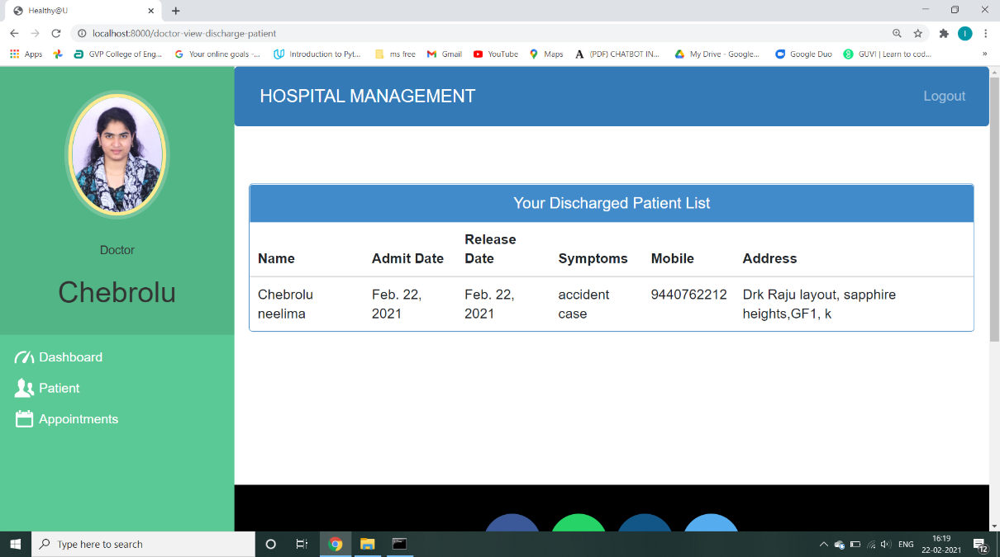 Healthy@U
localhost:8000/doctor-view-discharge-patient
Apps GVP College of Eng... Your online goals -... Introduction to Pyt... ms free Gmail YouTube Maps (PDF) CHATBOT IN... My Drive - Google... Google Duo GUVI | Learn to cod... »
HOSPITAL MANAGEMENT Logout
Doctor
Chebrolu
Dashboard
Patient
Appointments
Your Discharged Patient List
Name Admit Date Release Date Symptoms Mobile Address
Chebrolu neelima Feb. 22, 2021 Feb. 22, 2021 accident case 9440762212 Drk Raju layout, sapphire heights,GF1, k
Type here to search
ENG
16:19
22-02-2021
12